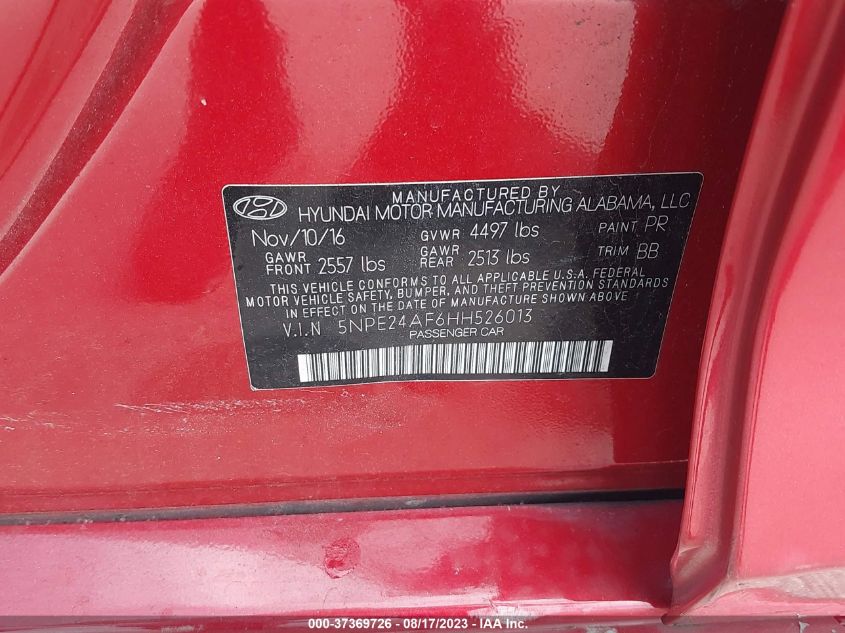 MANUFACTURED BY
HYUNDAI MOTOR MANUFACTURING ALABAMA, LLC
Nov/10/16 GVWR 4497 lbs PAINT PR
GAWR FRONT 2557 lbs GAWR REAR 2513 lbs TRIM BB
THIS VEHICLE CONFORMS TO ALL APPLICABLE U.S.A. FEDERAL
MOTOR VEHICLE SAFETY, BUMPER, AND THEFT PREVENTION STANDARDS
IN EFFECT ON THE DATE OF MANUFACTURE SHOWN ABOVE
V.I.N 5NPE24AF6HH526013
PASSENGER CAR
000-37369726 - 08/17/2023 - IAAI.COM